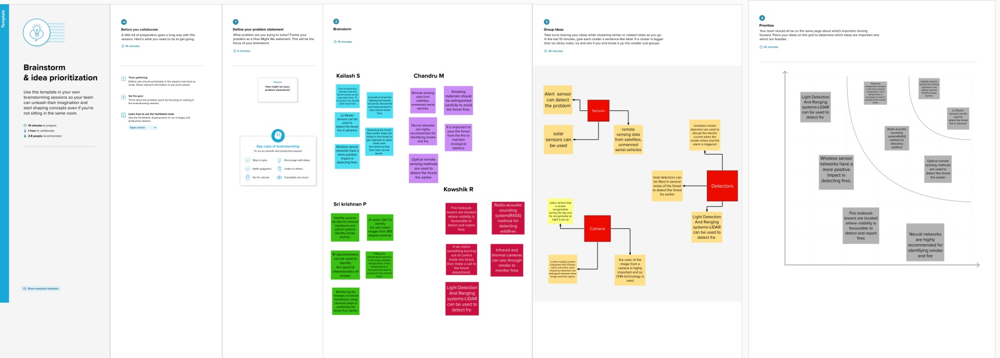 Template
Brainstorm
& idea prioritization
Use this template in your own
brainstorming sessions so your team
can unleash their imagination and
start shaping concepts even if you're
not sitting in the same room.
10 minutes to prepare
1 hour to collaborate
2-8 people recommended
Share template feedback
Before you collaborate
A little bit of preparation goes a long way with this
session. Here's what you need to do to get going.
10 minutes
Team gathering
Define who should participate in the session and send an
invite. Share relevant information or pre-work ahead.
Set the goal
Think about the problem you'll be focusing on solving in
the brainstorming session.
Learn how to use the facilitation tools
Use the Facilitation Superpowers to run a happy and
productive session.
Open article
1
Define your problem statement
What problem are you trying to solve? Frame your
problem as a How Might We statement. This will be the
focus of your brainstorm.
5 minutes
PROBLEM
How might we [your
problem statement]?
Key rules of brainstorming
To run an smooth and productive session
Stay in topic.
Encourage wild ideas.
Defer judgment.
Listen to others.
Go for volume.
If possible, be visual.
2
Brainstorm
10 minutes
Kailash S
Due to forest fire,
animals from the
forest comes out to
save their lives. To
to avoid it we should
plant more tree.
Innovative forest fire
fighting techniques
should be discovered
and implemented to
stop natural forest
fires.
Lo Rawan
sensors can be
used to
detect the forest
fire in advance
Detecting the forest
fires earlier helps the
tribals in the forest to
get migrated to other
areas near
the forest so that
their lives can be
saved.
Wireless sensor
networks have a
more positive
impact in
detecting fires.
Chandru M
Remote sensing
data from
satellites,
unmanned aerial
vehicles
Smoking
materials should
be extinguished
carefully to avoid
the forest fires.
Neural networks
are highly
recommended for
identifying smoke
and fire
It is important to
save the forest
from the fire to
maintain
ecological
balance
Optical remote
sensing methods
are used to
detect the forest
fire earlier
Sri krishnan P
Satellite systems
identify the infrared
signatures and
optical systems
identify smoke
plumes.
AI works 24x7 to
identify
fire and collect
images from 360
degree cameras.
IR spectrometers
can be used to
identify
the spectral
characteristics of
smoke.
Fitting the
temperature sensors
in the trees monitor
temperature. If the
temperature is
increased an alert is
passed to the control
room.
Monitoring the
changes of animal
behaviours using
cameras helps in
predicting the
forest fires earlier.
Kowshik R
Fire lookouts
towers are located
where visibility is
favourable to
detect and report
fires
Radio-acoustic
sounding
system(RASS)
method for
detecting
wildfires
If we notice
something burning
out of control
inside the forest,
then make a call to
the forest
department.
Infrared and
thermal cameras
can see through
smoke to
monitor fires
Light Detection
And Ranging
systems-LIDAR
can be used to
detect fre
3
Group ideas
Take turns sharing your ideas while clustering similar or related notes as you go.
In the last 10 minutes, give each cluster a sentence-like label. If a cluster is bigger
than six sticky notes, try and see if you and break it up into smaller sub-groups.
20 minutes
Alert sensor
can detect
the problem
Sensors
solar
sensors can
be used
remote
sensing data
from satellites,
unmanned
aerial vehicles
ionization smoke
detectors are used to
disrupt the electric
current when the
smoke enters and the
alarm is triggered
heat detectors can
be ftted in several
areas of the forest
to detect the forest
fre earlier
Detectors
Light Detection
And Ranging
systems-LIDAR
can be used to
detect fre
video camera that
is smoke
recognizable
during the day and
fre recognizable at
night is set up
Camera
a video imaging system
integrated with infrared,
black and white, color
frequency detection can
the color of the
image from a
camera is highly
important and so
CNN technology is
used
4
Prioritize
Your team should all be on the same page about what's important moving
forward. Place your ideas on this grid to determine which ideas are important and
which are feasible.
20 minutes
Light Detection
And Ranging
systems-LIDAR
can be used to
detect fre
Fitting the
temperature sensors
in the trees monitor
temperature. If the
temperature is
increased an alert is
passed to the control
room.
Satellite systems
identify the infrared
signatures and
optical systems
identify smoke
plumes.
Lo Rawan
sensors can be
used to
detect the forest
fire in advance
Radio-acoustic
sounding
system(RASS)
method for
detecting
wildfires
Wireless sensor
networks have a
more positive
impact in
detecting fires.
Optical remote
sensing methods
are used to
detect the forest
fire earlier
Fire lookouts
towers are located
where visibility is
favourable to
detect and report
fires
Neural networks
are highly
recommended for
identifying smoke
and fire